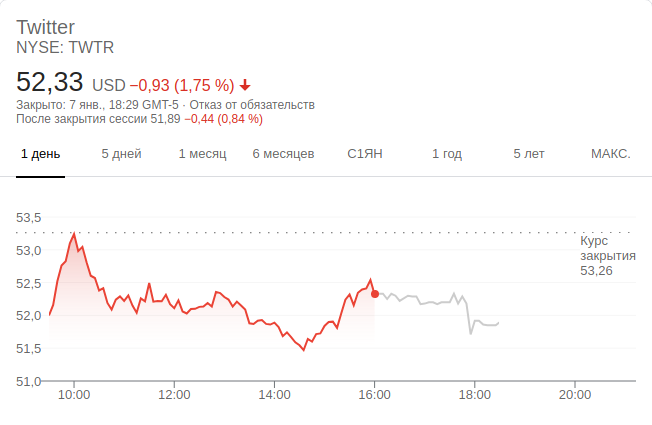 Twitter
NYSE: TWTR
52,33 USD −0,93 (1,75 %)
Закрыто: 7 янв., 18:29 GMT-5 · Отказ от обязательств
После закрытия сессии 51,89 −0,44 (0,84 %)
1 день 5 дней 1 месяц 6 месяцев С1ЯН 1 год 5 лет МАКС.
53,5
53,0
52,5
52,0
51,5
51,0
Курс
закрытия
53,26
10:00 12:00 14:00 16:00 18:00 20:00